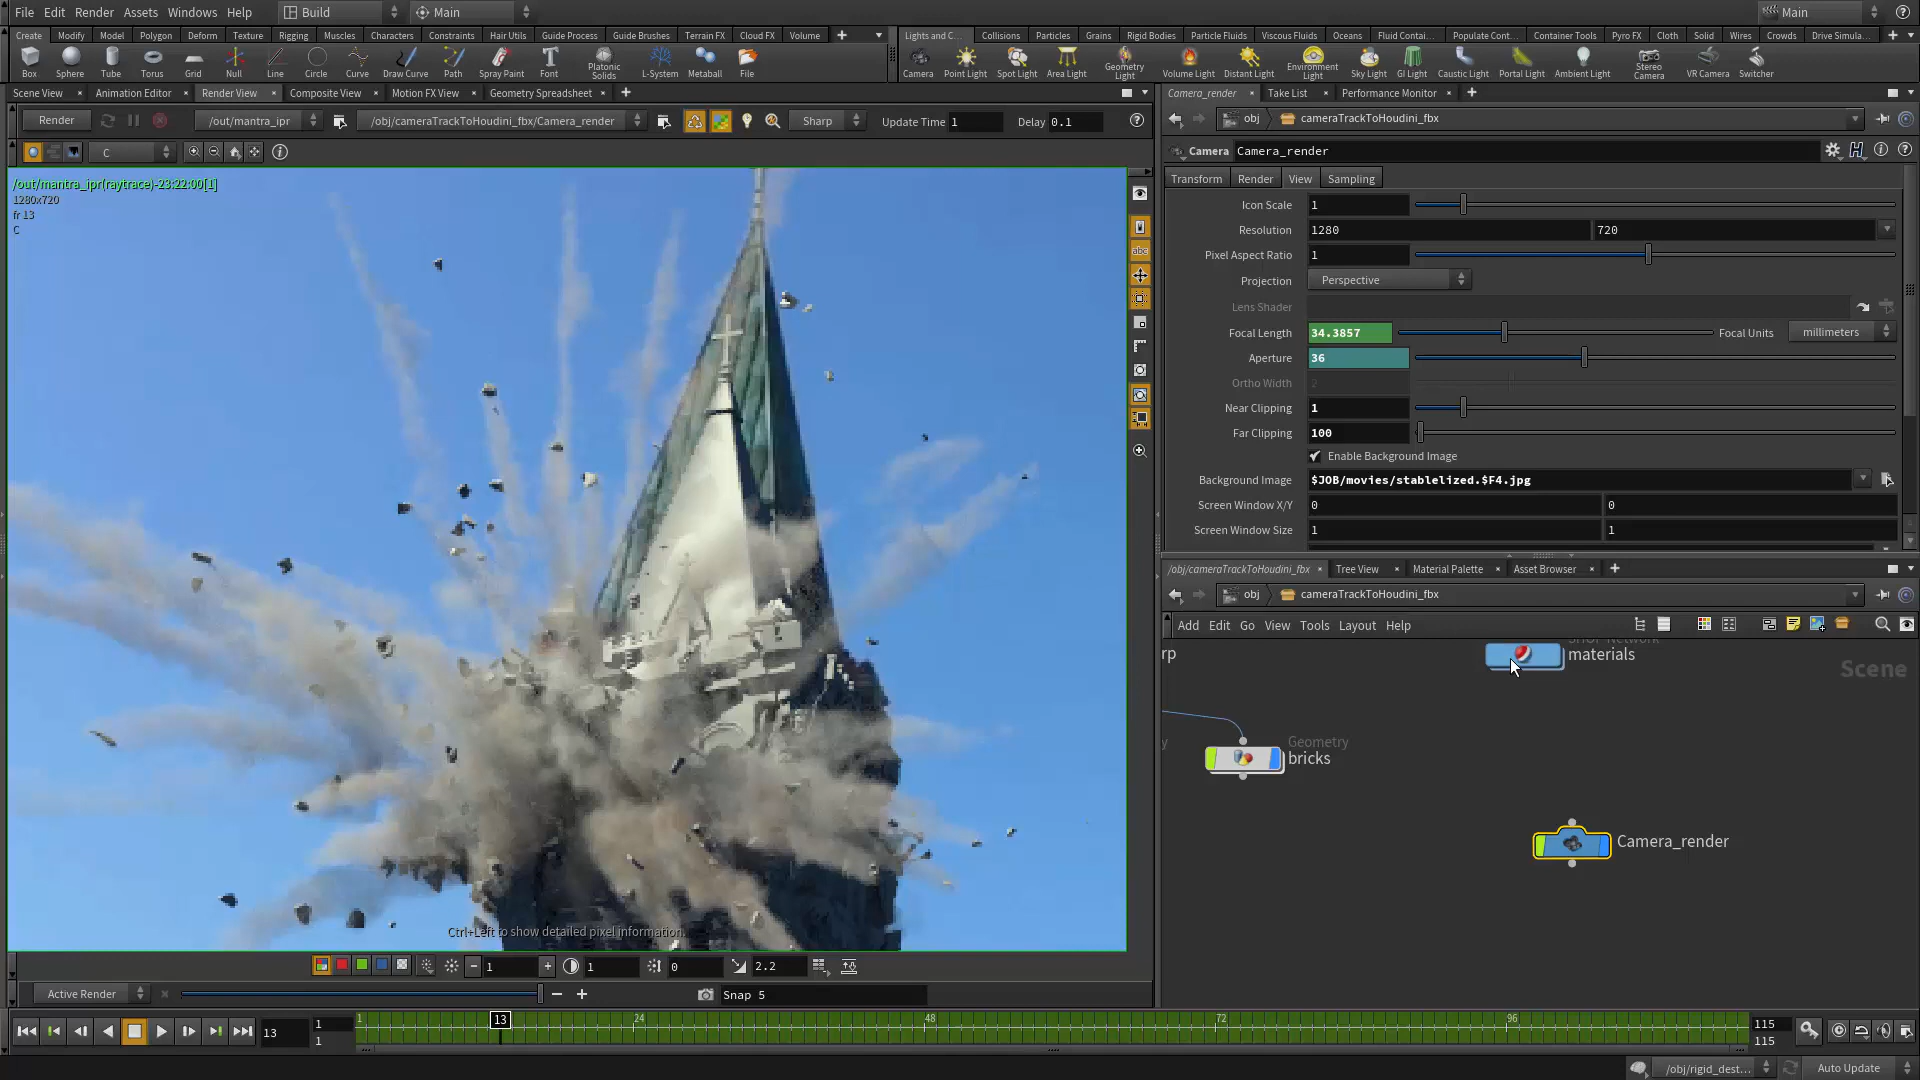 File Edit Render Assets Windows Help Build Main Main
Create Modify Model Polygon Deform Texture Rigging Muscles Characters Constraints Hair Utils Guide Process Guide Brushes Terrain FX Cloud FX Volume
Lights and C... Collisions Particles Grains Rigid Bodies Particle Fluids Viscous Fluids Oceans Fluid Contai... Populate Cont... Container Tools Pyro FX Cloth Solid Wires Crowds Drive Simula...
Box Sphere Tube Torus Grid Null Line Circle Curve Draw Curve Path Spray Paint Font Platonic Solids L-System Metaball File
Camera Point Light Spot Light Area Light Geometry Light Volume Light Distant Light Environment Light Sky Light GI Light Caustic Light Portal Light Ambient Light Stereo Camera VR Camera Switcher
Scene View Animation Editor Render View Composite View Motion FX View Geometry Spreadsheet
Render /out/mantra_ipr /obj/cameraTrackToHoudini_fbx/Camera_render Sharp Update Time 1 Delay 0.1
C
/out/mantra_ipr(raytrace)-23:22:00[1]
1280x720
fr 13
C
abc
Ctrl+Left to show detailed pixel information.
1 1 0 2.2
Active Render Snap 5
Camera_render Take List Performance Monitor
obj cameraTrackToHoudini_fbx
Camera Camera_render
Transform Render View Sampling
Icon Scale 1
Resolution 1280 720
Pixel Aspect Ratio 1
Projection Perspective
Lens Shader
Focal Length 34.3857 Focal Units millimeters
Aperture 36
Ortho Width 2
Near Clipping 1
Far Clipping 100
Enable Background Image
Background Image $JOB/movies/stablelized.$F4.jpg
Screen Window X/Y 0 0
Screen Window Size 1 1
/obj/cameraTrackToHoudini_fbx Tree View Material Palette Asset Browser
obj cameraTrackToHoudini_fbx
Add Edit Go View Tools Layout Help
SHOP Network
rp materials Scene
y Geometry
bricks
Camera_render
13 1 1
1 13 24 48 72 96
115 115
/obj/rigid_dest... Auto Update